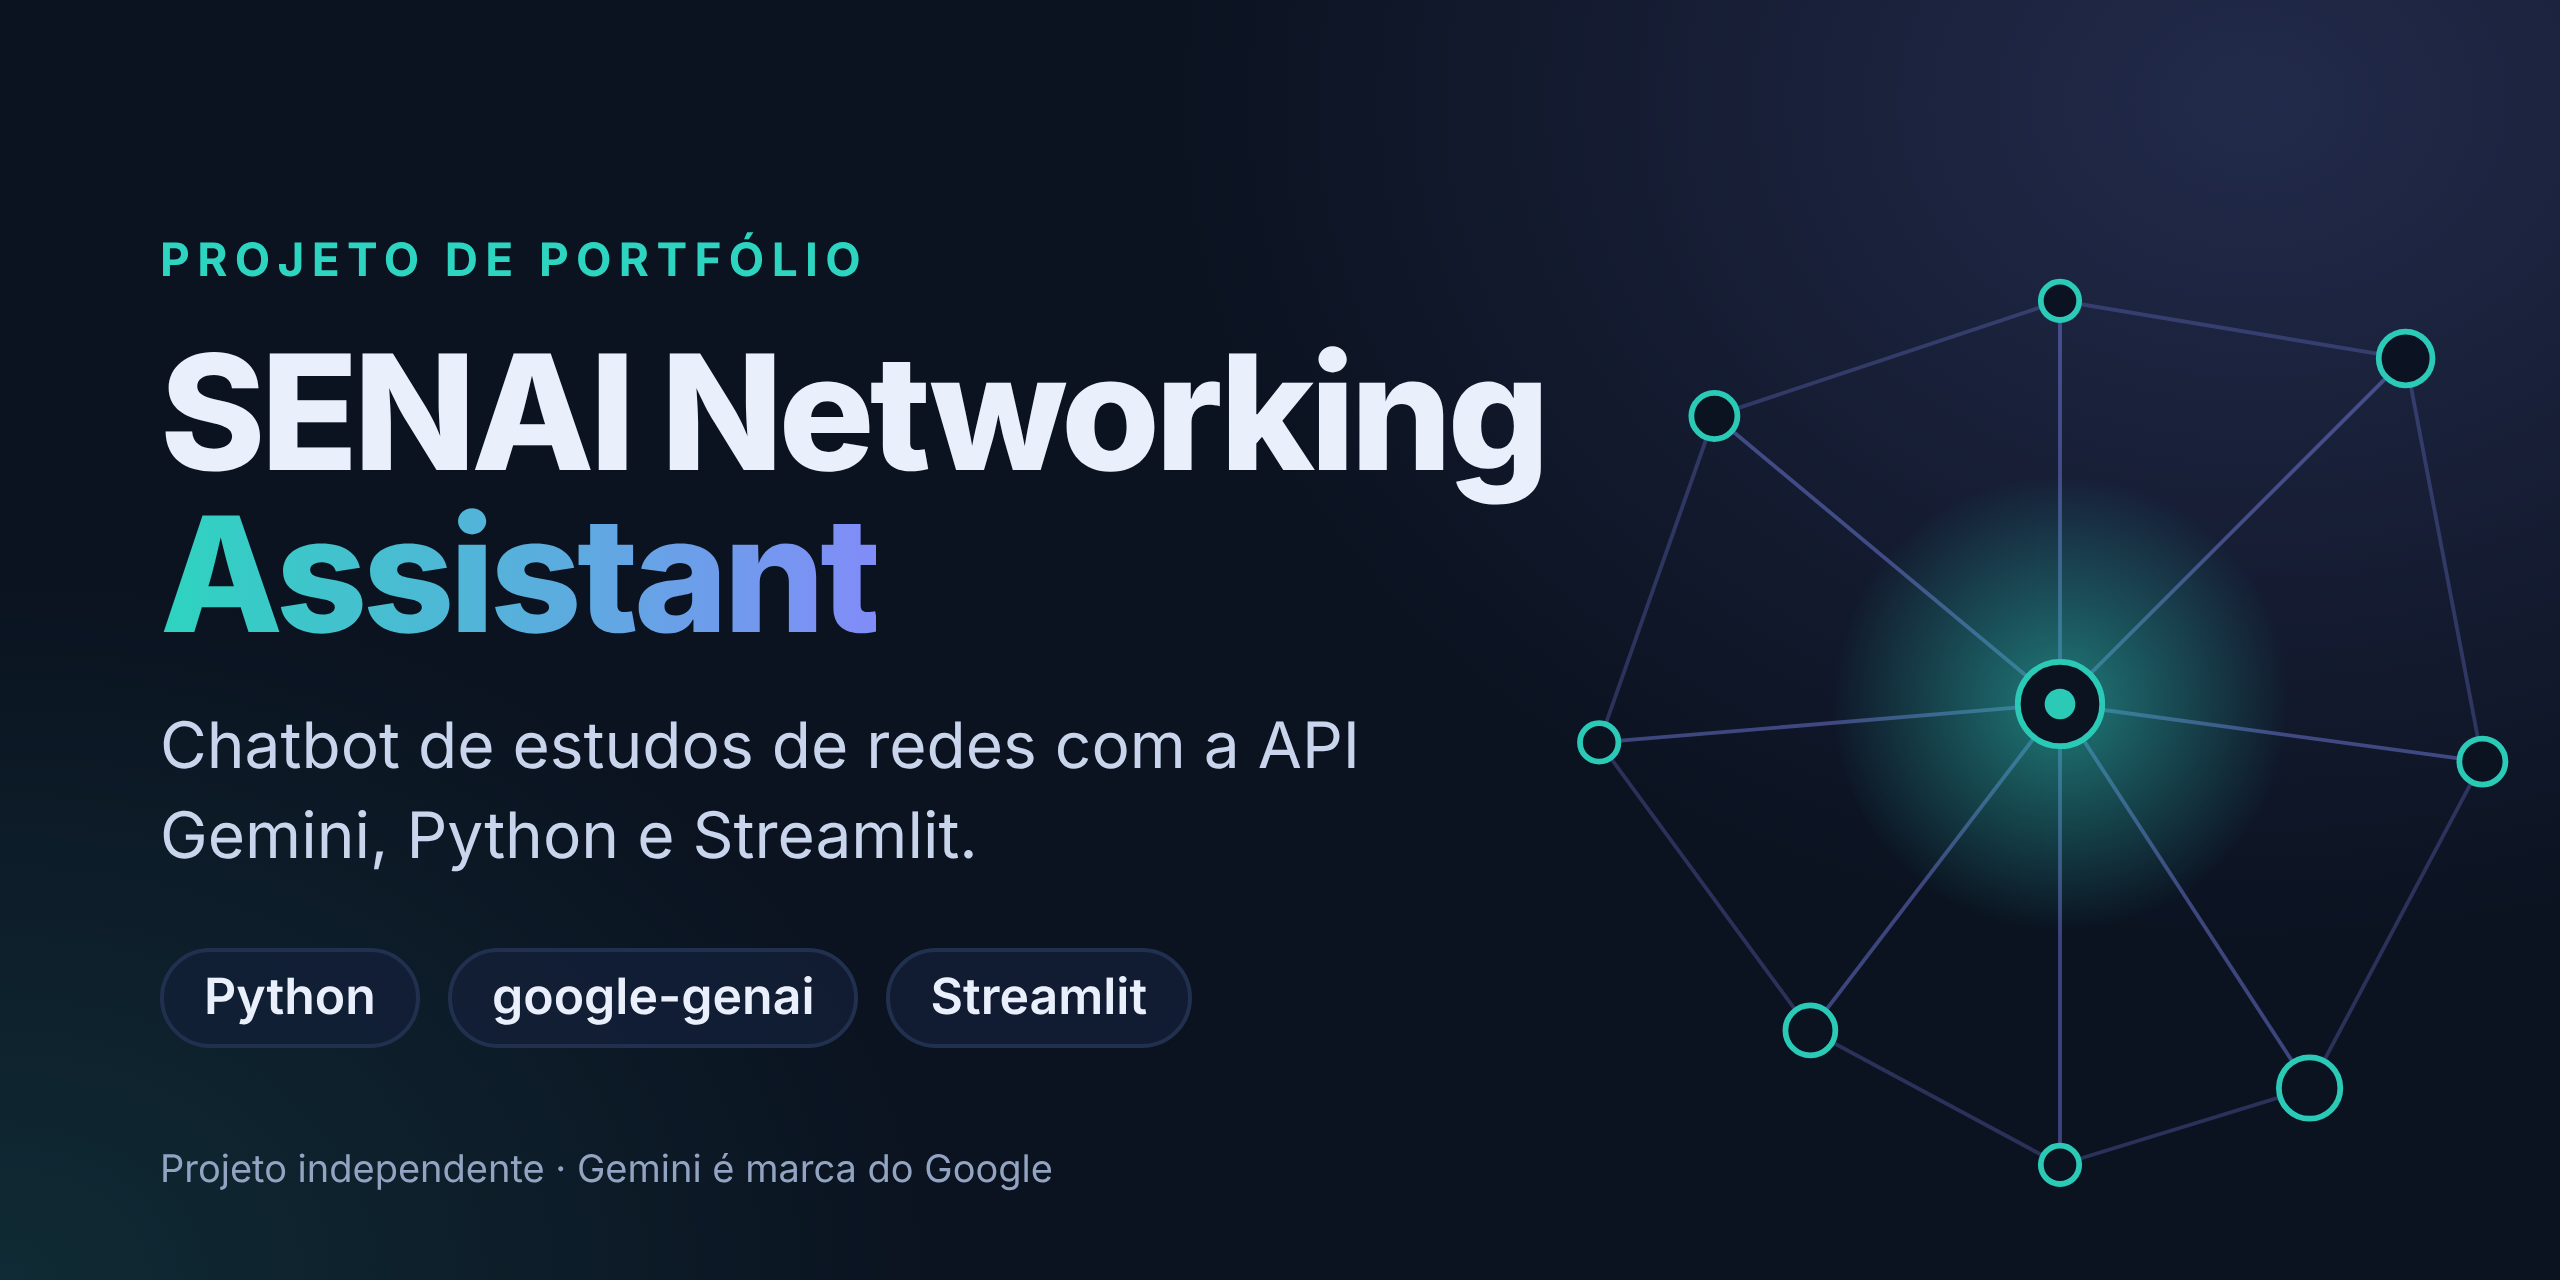 PROJETO DE PORTFÓLIO
SENAI Networking
Assistant
Chatbot de estudos de redes com a API
Gemini, Python e Streamlit.
Python
google-genai
Streamlit
Projeto independente · Gemini é marca do Google